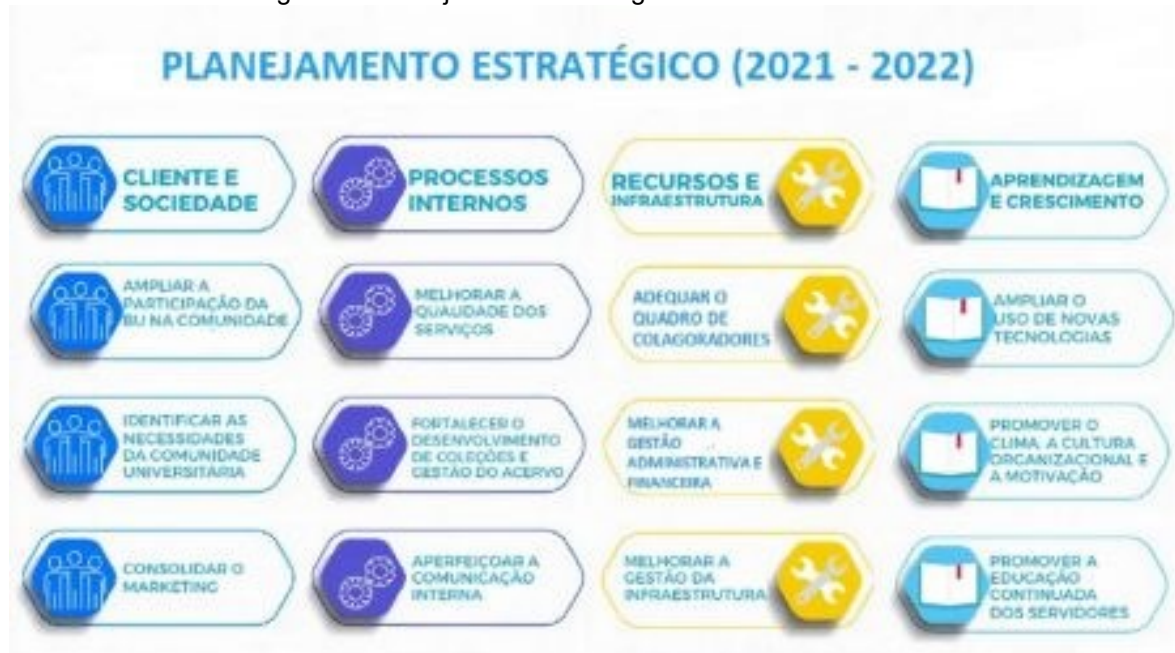 PLANEJAMENTO ESTRATÉGICO (2021 - 2022)
CLIENTE E
SOCIEDADE
PROCESSOS
INTERNOS
RECURSOS E
INFRAESTRUTURA
APRENDIZAGEM
E CRESCIMENTO
AMPLIAR A
PARTICIPAÇÃO DA
BU NA COMUNIDADE
MELHORAR A
QUALIDADE DOS
SERVIÇOS
ADEQUAR O
QUADRO DE
COLAGORADORES
AMPLIAR O
USO DE NOVAS
TECNOLOGIAS
IDENTIFICAR AS
NECESSIDADES
DA COMUNIDADE
UNIVERSITÁRIA
FORTALECER O
DESENVOLVIMENTO
DE COLEÇÕES E
GESTÃO DO ACERVO
MELHORAR A
GESTÃO
ADMINISTRATIVA E
FINANCEIRA
PROMOVER O
CLIMA, A CULTURA
ORGANIZACIONAL E
A MOTIVAÇÃO
CONSOLIDAR O
MARKETING
APERFEIÇOAR A
COMUNICAÇÃO
INTERNA
MELHORAR A
GESTÃO DA
INFRAESTRUTURA
PROMOVER A
EDUCAÇÃO
CONTINUADA
DOS SERVIDORES